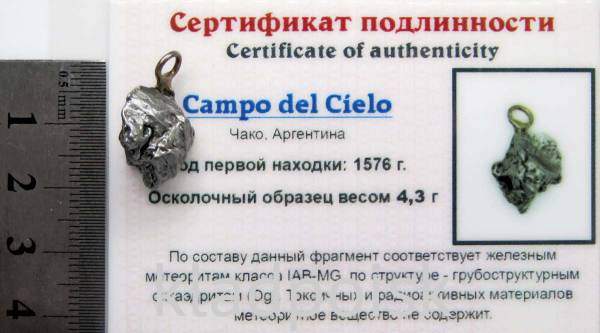 Сертификат подлинности
Certificate of authenticity
Campo del Cielo
Чако, Аргентина
первой находки: 1576 г.
Осколочный образец весом 4,3 г
По составу данный фрагмент соответствует железным
метеоритам класса IAB-MG, по структуре - грубоструктурным
и радиоактивных материалов
метеоритное вещество не содержит.
0,5 mm
1
2
3
4